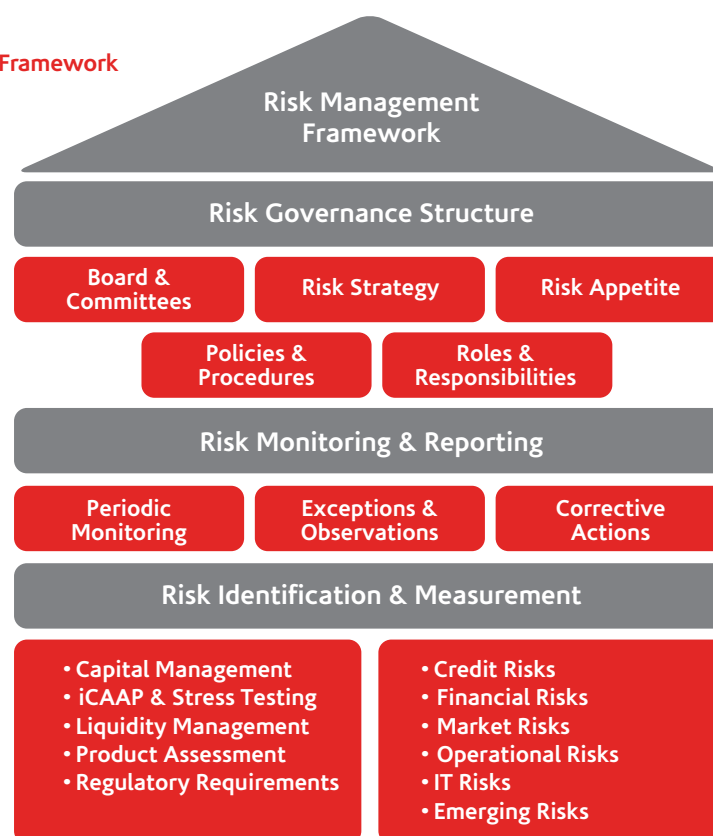 Framework
Risk Management
Framework
Risk Governance Structure
Board &
Committees
Risk Strategy
Risk Appetite
Policies &
Procedures
Roles &
Responsibilities
Risk Monitoring & Reporting
Periodic
Monitoring
Exceptions &
Observations
Corrective
Actions
Risk Identification & Measurement
• Capital Management
• iCAAP & Stress Testing
• Liquidity Management
• Product Assessment
• Regulatory Requirements
• Credit Risks
• Financial Risks
• Market Risks
• Operational Risks
• IT Risks
• Emerging Risks